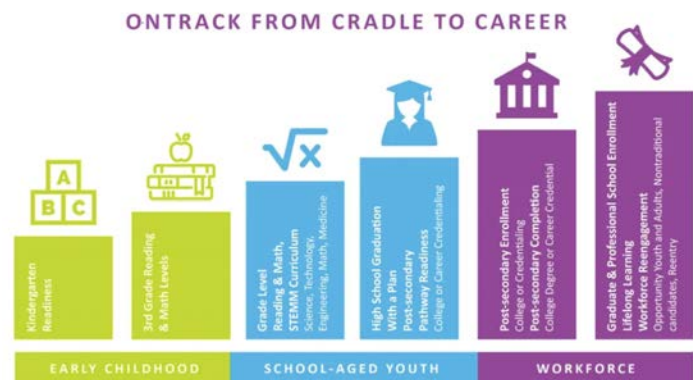 ONTRACK FROM CRADLE TO CAREER
A
B C
Kindergarten
Readiness
3rd Grade Reading
& Math Levels
√x
Grade Level
Reading & Math,
STEMM Curriculum
Science, Technology,
Engineering, Math, Medicine
High School Graduation
With a Plan
Post-secondary
Pathway Readiness
College or Career Credentialing
Post-secondary Enrollment
College or Credentialing
Post-secondary Completion
College Degree or Career Credential
Graduate & Professional School Enrollment
Lifelong Learning
Workforce Reengagement
Opportunity Youth and Adults, Nontraditional
candidates, Reentry
EARLY CHILDHOOD
SCHOOL-AGED YOUTH
WORKFORCE